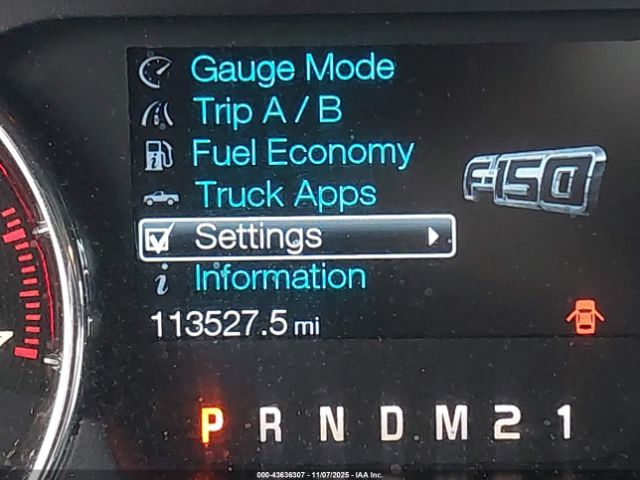 Gauge Mode
Trip A / B
Fuel Economy
F-150
Truck Apps
Settings
Information
113527.5 mi
P R N D M 2 1
000-43636307 - 11/07/2025 - IAA Inc.